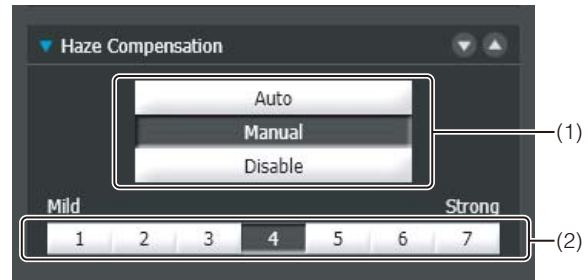 Haze Compensation
Auto
Manual
(1)
Disable
Mild Strong
1 2 3 4 5 6 7
(2)